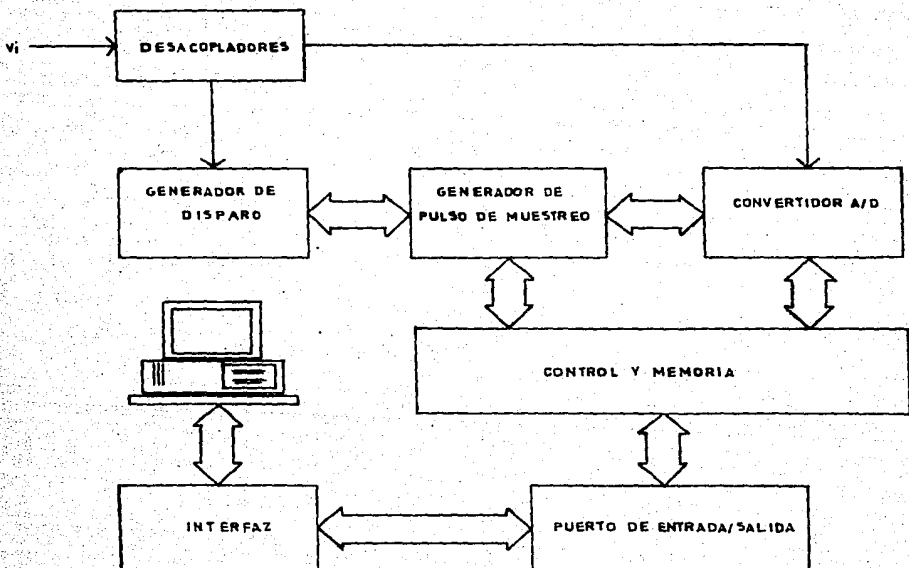 Vi
DESACOPLADORES
GENERADOR DE
DISPARO
GENERADOR DE
PULSO DE MUESTREO
CONVERTIDOR A/D
CONTROL Y MEMORIA
INTERFAZ
PUERTO DE ENTRADA/SALIDA